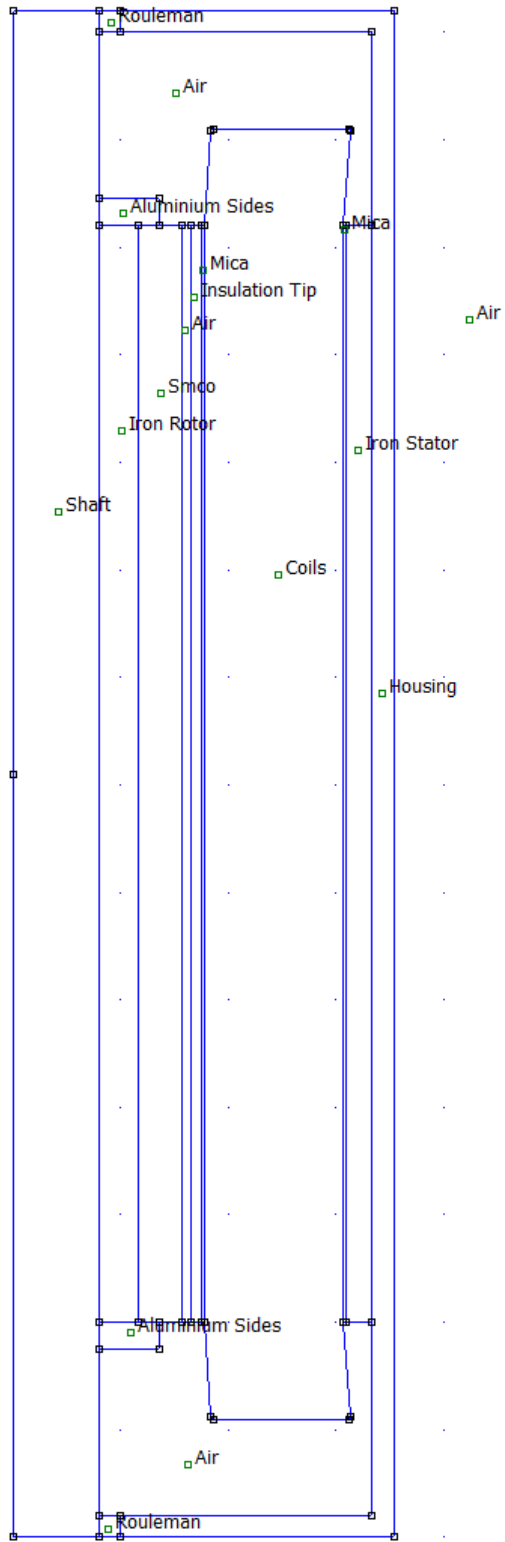 Rouleman
Air
Aluminium Sides
Mica
Mica
Insulation Tip
Air
Air
Smco
Iron Rotor
Iron Stator
Shaft
Coils
Housing
Aluminium Sides
Air
Rouleman